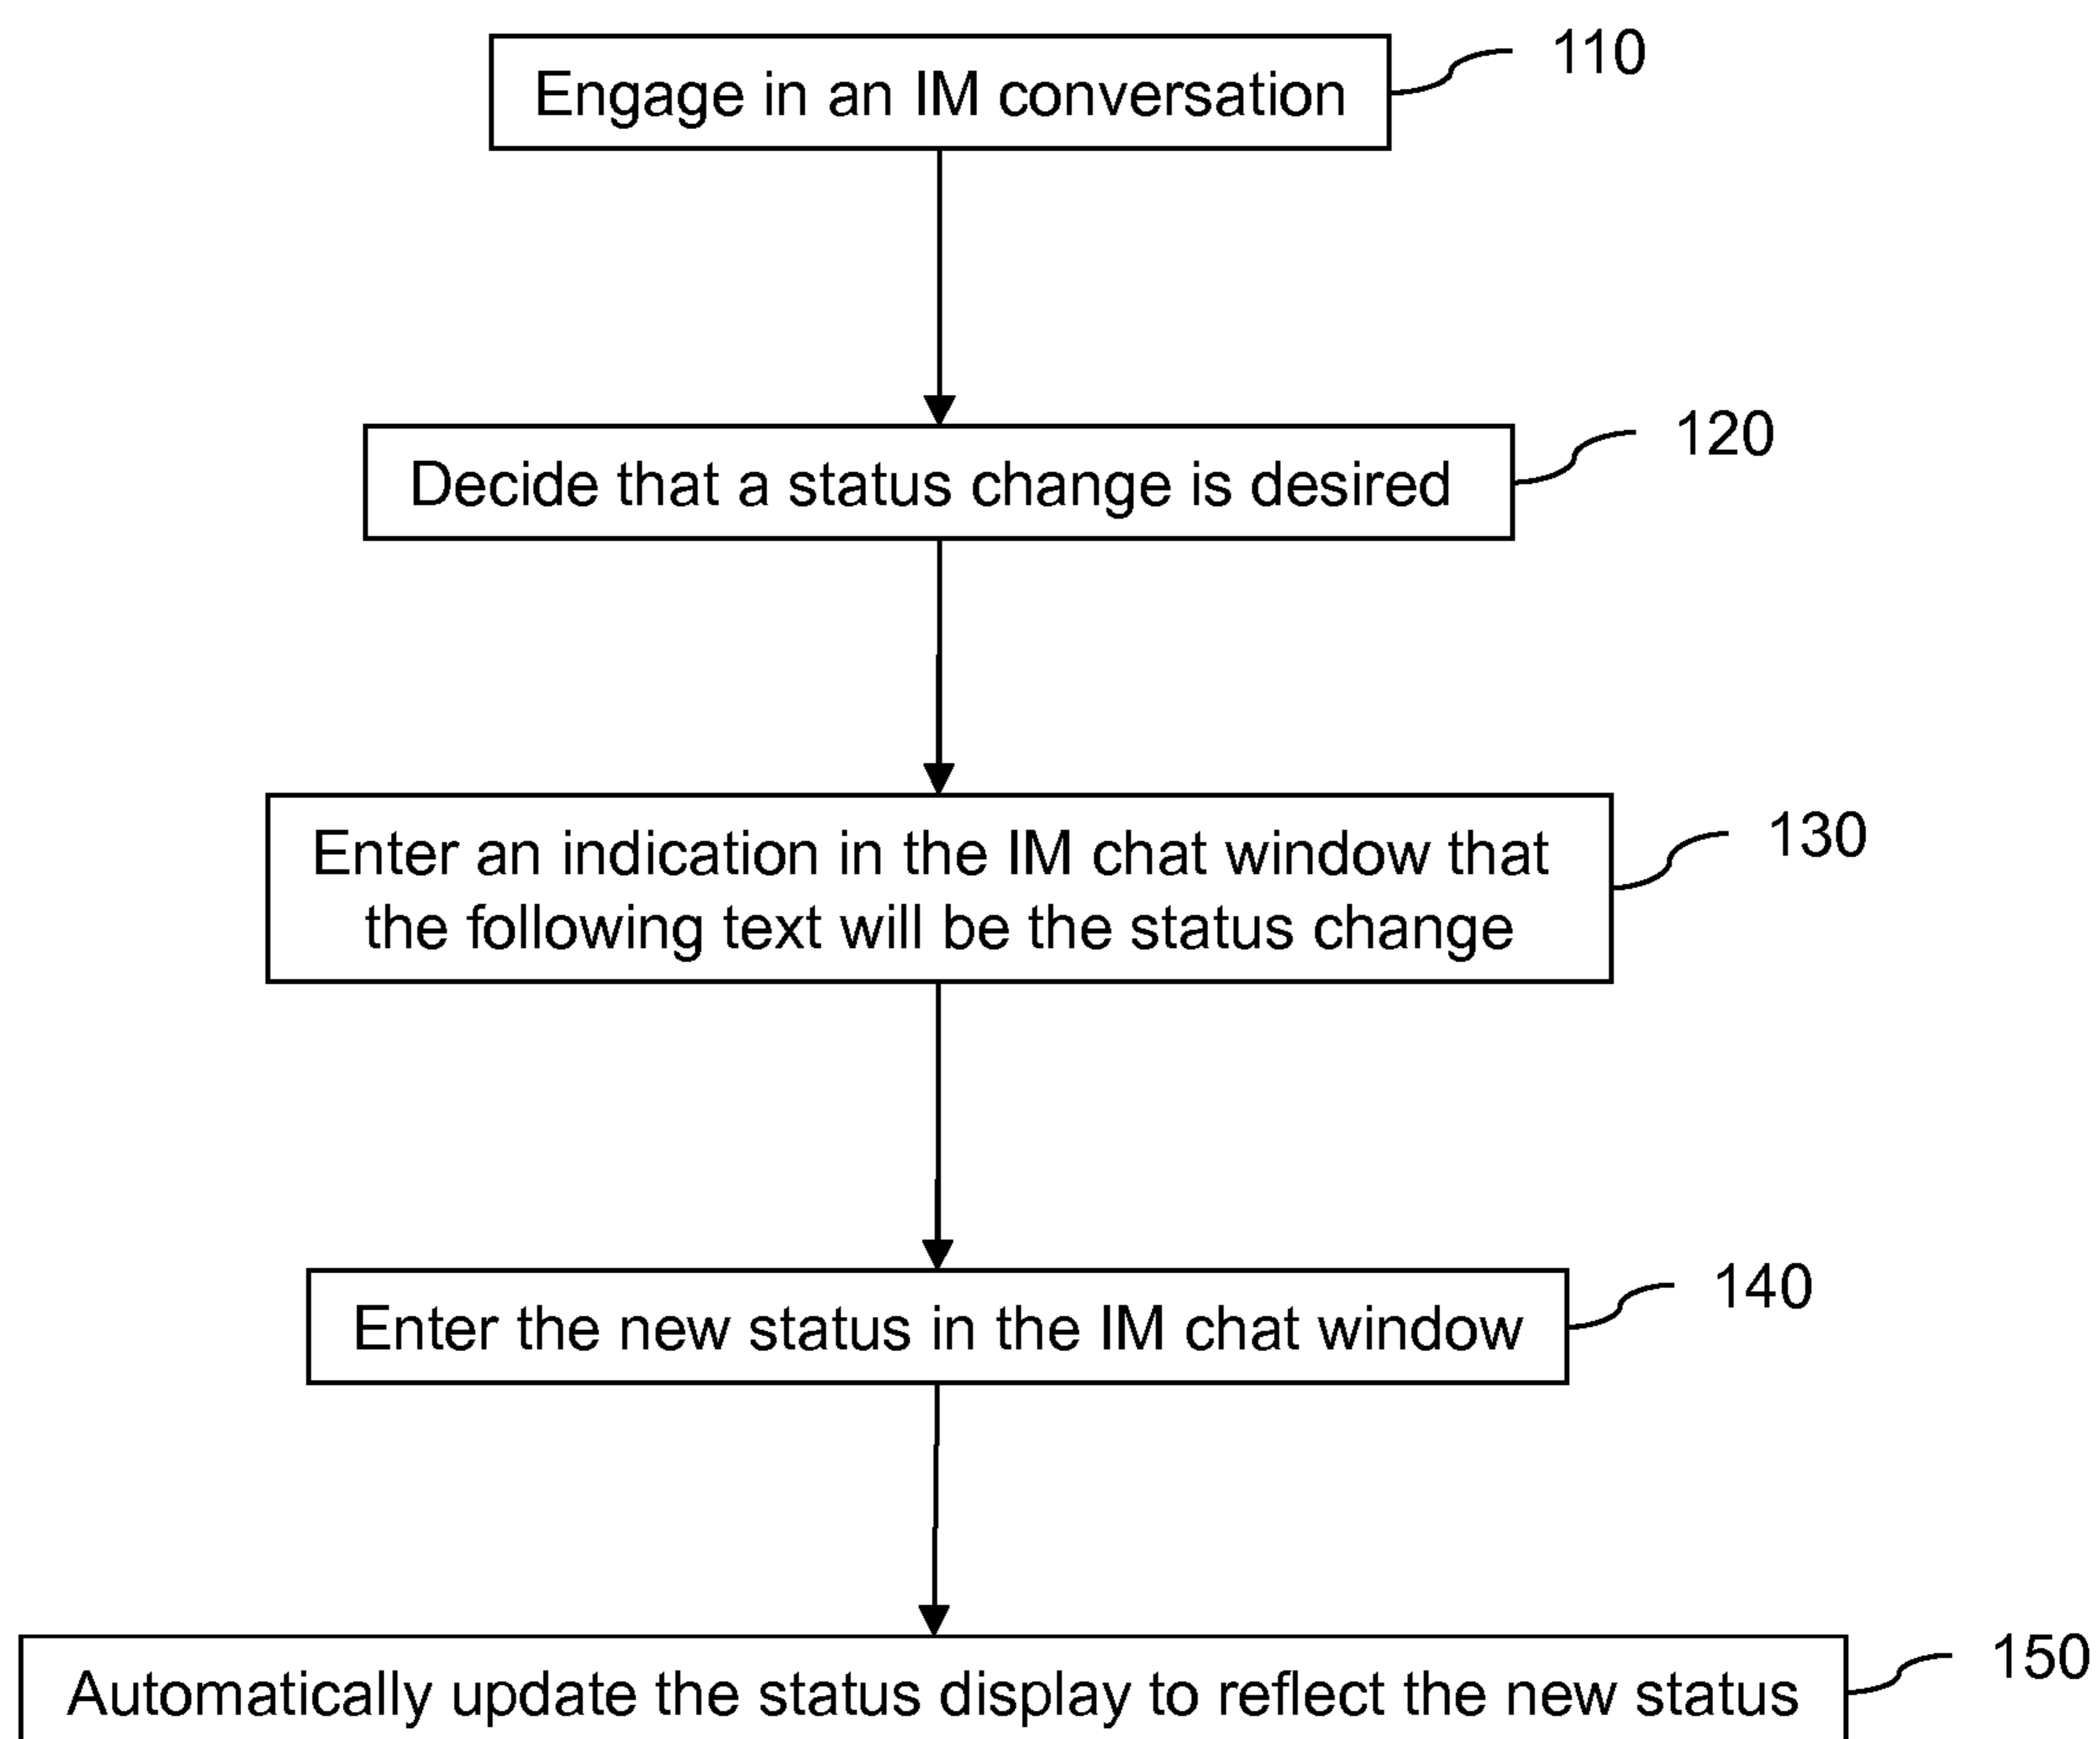 Engage in an IM conversation
110
Decide that a status change is desired
120
Enter an indication in the IM chat window that
the following text will be the status change
130
Enter the new status in the IM chat window
140
Automatically update the status display to reflect the new status
150